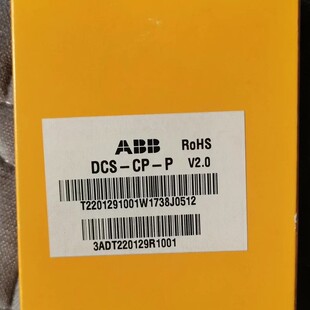 ABB RoHS
DCS-CP-P V2.0
T2201291001W1738J0512
3ADT220129R1001